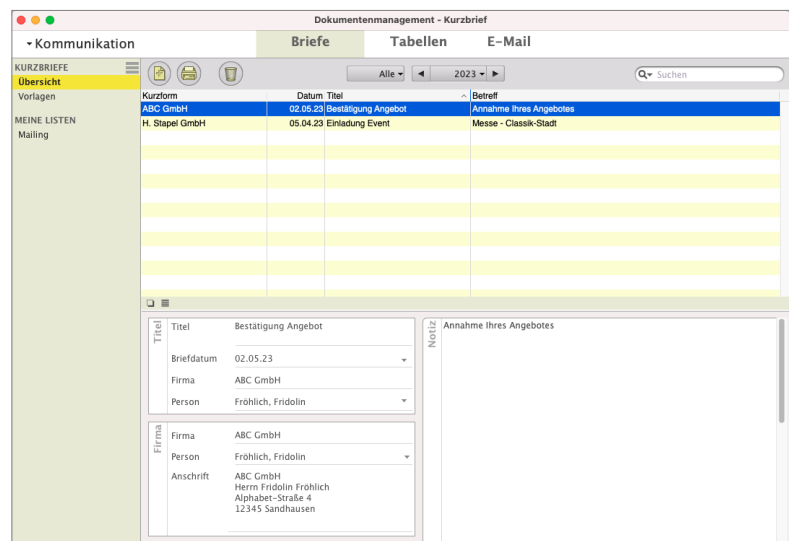 Dokumentenmanagement - Kurzbrief
Kommunikation
Briefe
Tabellen
E-Mail
KURZBRIEFE
Übersicht
Vorlagen
MEINE LISTEN
Mailing
Alle
2023
Suchen
Kurzform Datum Titel Betreff
ABC GmbH 02.05.23 Bestätigung Angebot Annahme Ihres Angebotes
H. Stapel GmbH 05.04.23 Einladung Event Messe - Classik-Stadt
Titel
Titel Bestätigung Angebot
Briefdatum 02.05.23
Firma ABC GmbH
Person Fröhlich, Fridolin
Firma
Firma ABC GmbH
Person Fröhlich, Fridolin
Anschrift ABC GmbH
Herrn Fridolin Fröhlich
Alphabet-Straße 4
12345 Sandhausen
Notiz
Annahme Ihres Angebotes